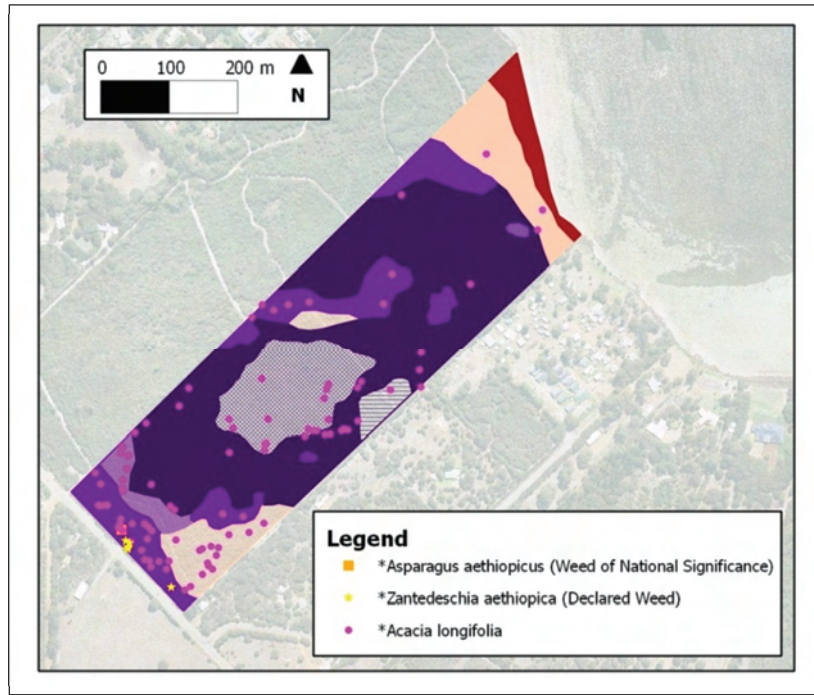 0 100 200 m
N
Legend
*Asparagus aethiopicus (Weed of National Significance)
*Zantedeschia aethiopica (Declared Weed)
*Acacia longifolia